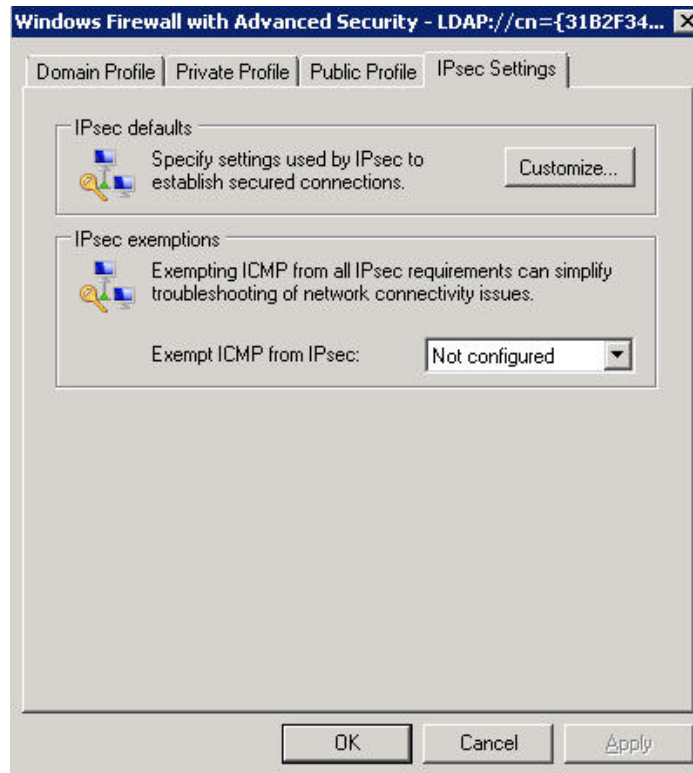 Windows Firewall with Advanced Security - LDAP://cn={31B2F34...
Domain Profile Private Profile Public Profile IPsec Settings
IPsec defaults
Specify settings used by IPsec to
establish secured connections.
Customize...
IPsec exemptions
Exempting ICMP from all IPsec requirements can simplify
troubleshooting of network connectivity issues.
Exempt ICMP from IPsec: Not configured
OK Cancel Apply